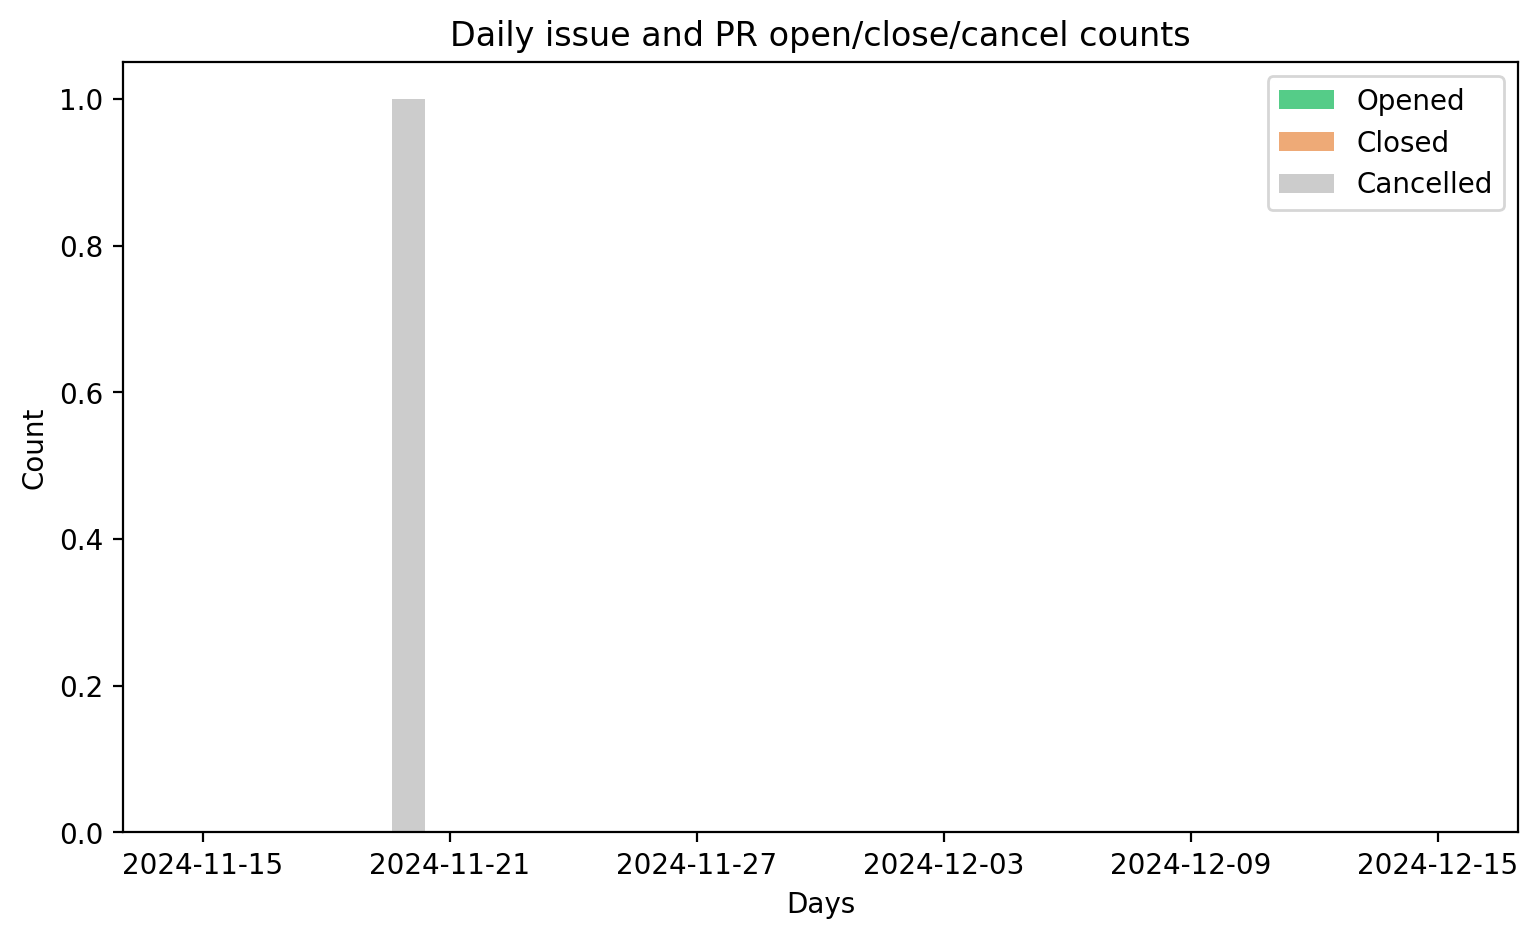 Daily issue and PR open/close/cancel counts
Opened
Closed
Cancelled
Count
1.0
0.8
0.6
0.4
0.2
0.0
2024-11-15
2024-11-21
2024-11-27
2024-12-03
2024-12-09
2024-12-15
Days